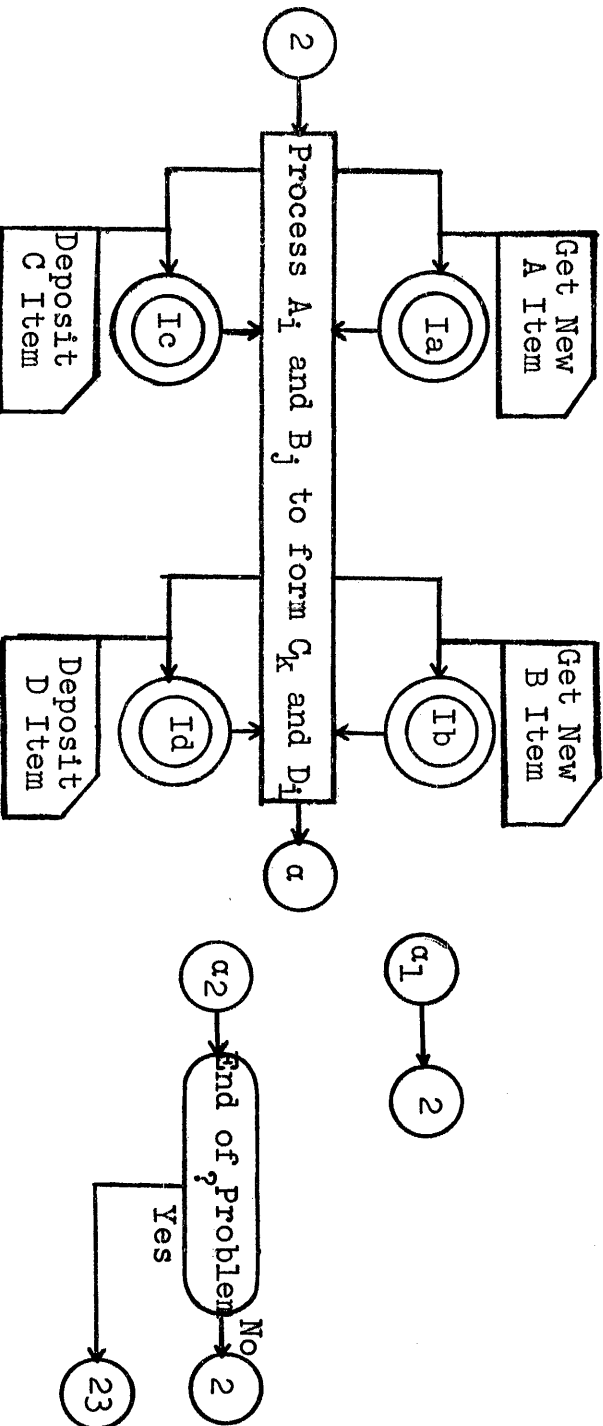 Get New
A Item
Get New
B Item
Ia
Ib
α₁
2
2
Process Aᵢ and Bⱼ to form Cₖ and Dₗ
α
Ic
Id
Deposit
C Item
Deposit
D Item
α₂
End of Problem
?
No
2
Yes
23